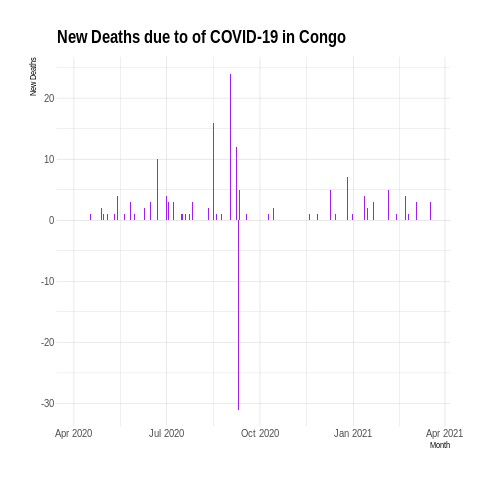 New Deaths due to of COVID-19 in Congo
New Deaths
20
10
0
-10
-20
-30
Apr 2020 Jul 2020 Oct 2020 Jan 2021 Apr 2021
Month